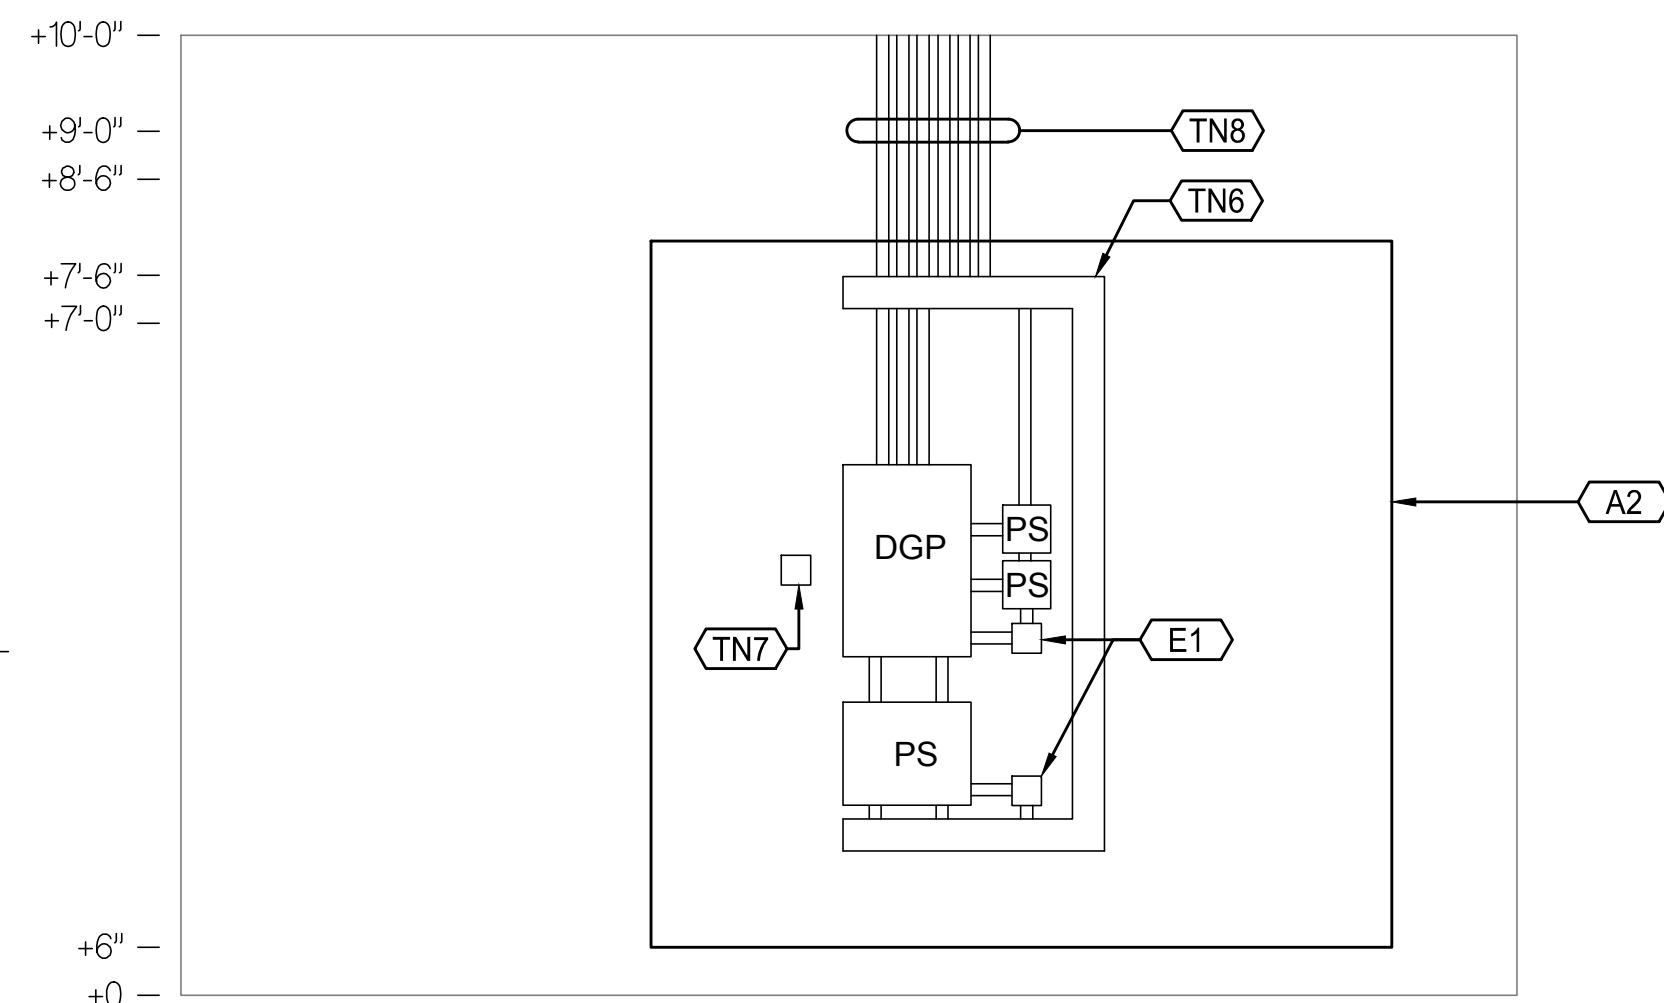 +10'-0"
+9'-0"
TN8
+8'-6"
TN6
+7'-6"
+7'-0"
A2
PS
DGP
PS
TN7
E1
PS
+6"
+0